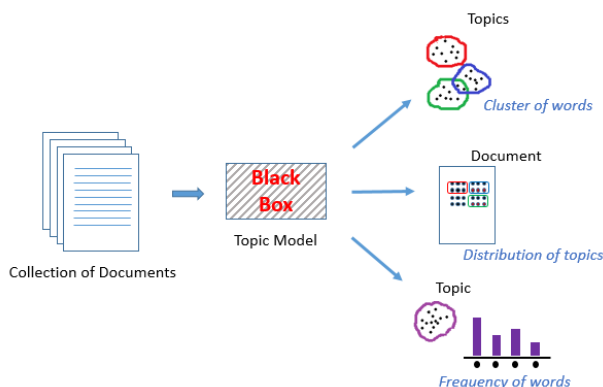 Topics
Cluster of words
Document
Black
Box
Topic Model
Distribution of topics
Collection of Documents
Topic
Frequency of words